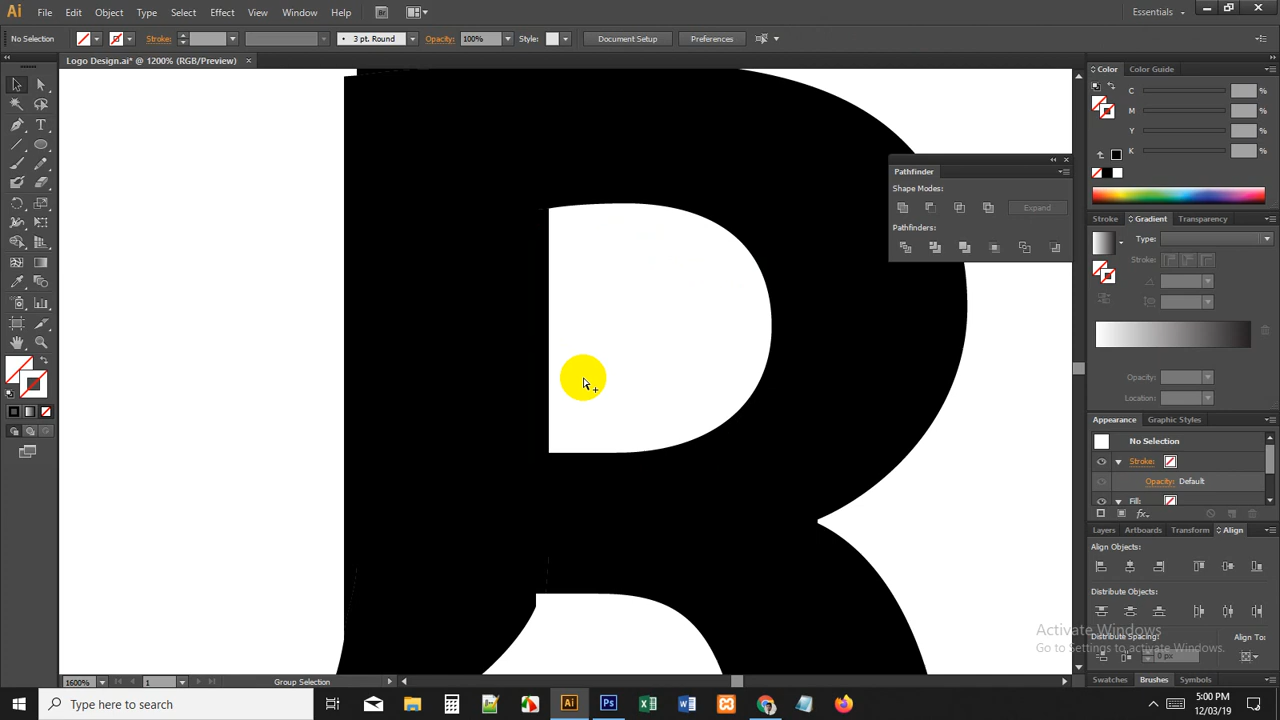 Ai File Edit Object Type Select Effect View Window Help Br Essentials
No Selection Stroke: 3 pt. Round Opacity: 100% Style: Document Setup Preferences
Logo Design.ai* @ 1200% (RGB/Preview) ×
Color Color Guide
C %
M %
Y %
K %
Pathfinder
Shape Modes:
Expand
Pathfinders:
Stroke Gradient Transparency
Type:
Stroke:
Opacity:
Location:
R
Appearance Graphic Styles
No Selection
Stroke:
Opacity: Default
Fill:
Layers Artboards Transform Align
Align Objects:
Distribute Objects:
Distribute Spacing: Align To:
0 px
Activate Windows
Go to Settings to activate Windows.
Swatches Brushes Symbols
1600% 1 Group Selection
Type here to search
5:00 PM
12/03/19